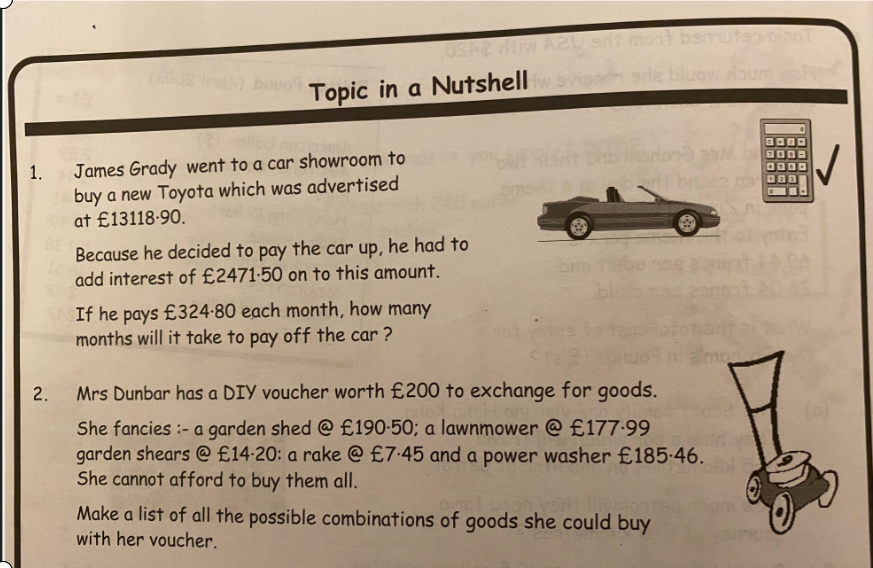 Topic in a Nutshell
1. James Grady went to a car showroom to
buy a new Toyota which was advertised
at £13118·90.
Because he decided to pay the car up, he had to
add interest of £2471·50 on to this amount.
If he pays £324·80 each month, how many
months will it take to pay off the car ?
2. Mrs Dunbar has a DIY voucher worth £200 to exchange for goods.
She fancies :- a garden shed @ £190·50; a lawnmower @ £177·99
garden shears @ £14·20: a rake @ £7·45 and a power washer £185·46.
She cannot afford to buy them all.
Make a list of all the possible combinations of goods she could buy
with her voucher.